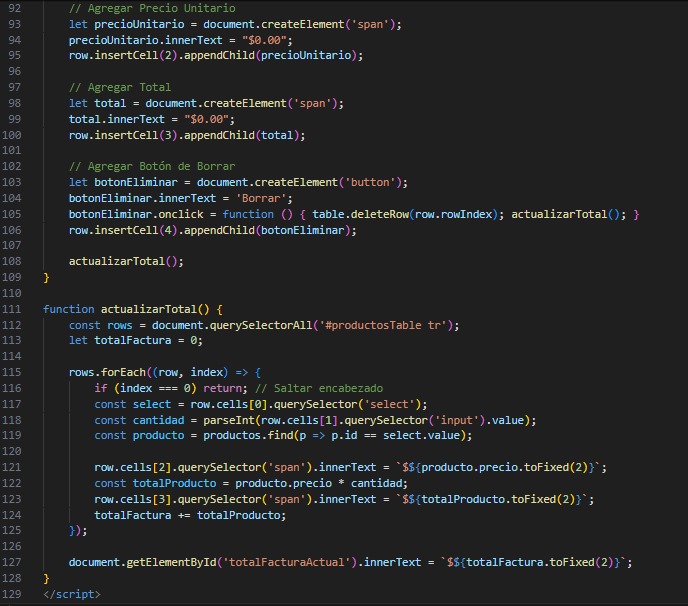 92 // Agregar Precio Unitario
93 let precioUnitario = document.createElement('span');
94 precioUnitario.innerText = "$0.00";
95 row.insertCell(2).appendChild(precioUnitario);
96
97 // Agregar Total
98 let total = document.createElement('span');
99 total.innerText = "$0.00";
100 row.insertCell(3).appendChild(total);
101
102 // Agregar Botón de Borrar
103 let botonEliminar = document.createElement('button');
104 botonEliminar.innerText = 'Borrar';
105 botonEliminar.onclick = function () { table.deleteRow(row.rowIndex); actualizarTotal(); }
106 row.insertCell(4).appendChild(botonEliminar);
107
108 actualizarTotal();
109 }
110
111 function actualizarTotal() {
112 const rows = document.querySelectorAll('#productosTable tr');
113 let totalFactura = 0;
114
115 rows.forEach((row, index) => {
116 if (index === 0) return; // Saltar encabezado
117 const select = row.cells[0].querySelector('select');
118 const cantidad = parseInt(row.cells[1].querySelector('input').value);
119 const producto = productos.find(p => p.id == select.value);
120
121 row.cells[2].querySelector('span').innerText = `$${producto.precio.toFixed(2)}`;
122 const totalProducto = producto.precio * cantidad;
123 row.cells[3].querySelector('span').innerText = `$${totalProducto.toFixed(2)}`;
124 totalFactura += totalProducto;
125 });
126
127 document.getElementById('totalFacturaActual').innerText = `$${totalFactura.toFixed(2)}`;
128 }
129 </script>